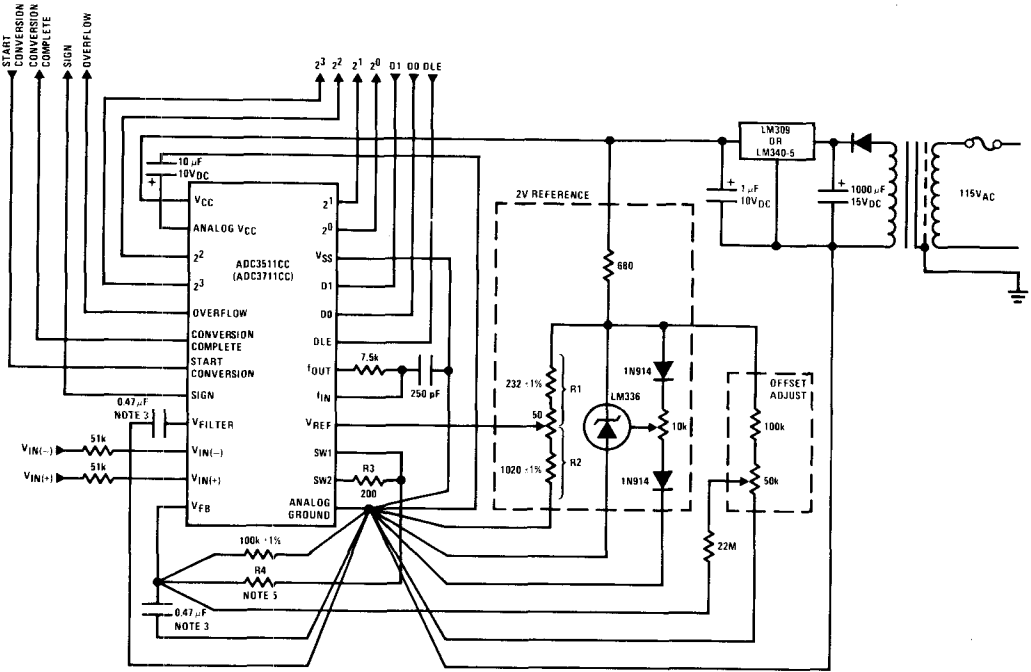 START CONVERSION
CONVERSION COMPLETE
SIGN
OVERFLOW
2³ 2² 2¹ 2⁰ D1 D0 DLE
10 µF
10VDC
+
VCC
ANALOG VCC
2²
2³
OVERFLOW
CONVERSION
COMPLETE
START
CONVERSION
SIGN
VFILTER
VIN(−)
VIN(+)
VFB
ADC3511CC
(ADC3711CC)
2¹
2⁰
VSS
D1
D0
DLE
fOUT
fIN
VREF
SW1
SW2
ANALOG
GROUND
0.47 µF
NOTE 3
VIN(−)
51k
VIN(+)
51k
7.5k
250 pF
R3
200
100k ±1%
R4
NOTE 5
0.47 µF
NOTE 3
2V REFERENCE
680
232 ±1%
R1
50
R2
1020 ±1%
LM336
1N914
10k
1N914
OFFSET
ADJUST
100k
50k
22M
LM309
OR
LM340-5
+
1 µF
10VDC
+
1000 µF
15VDC
115VAC